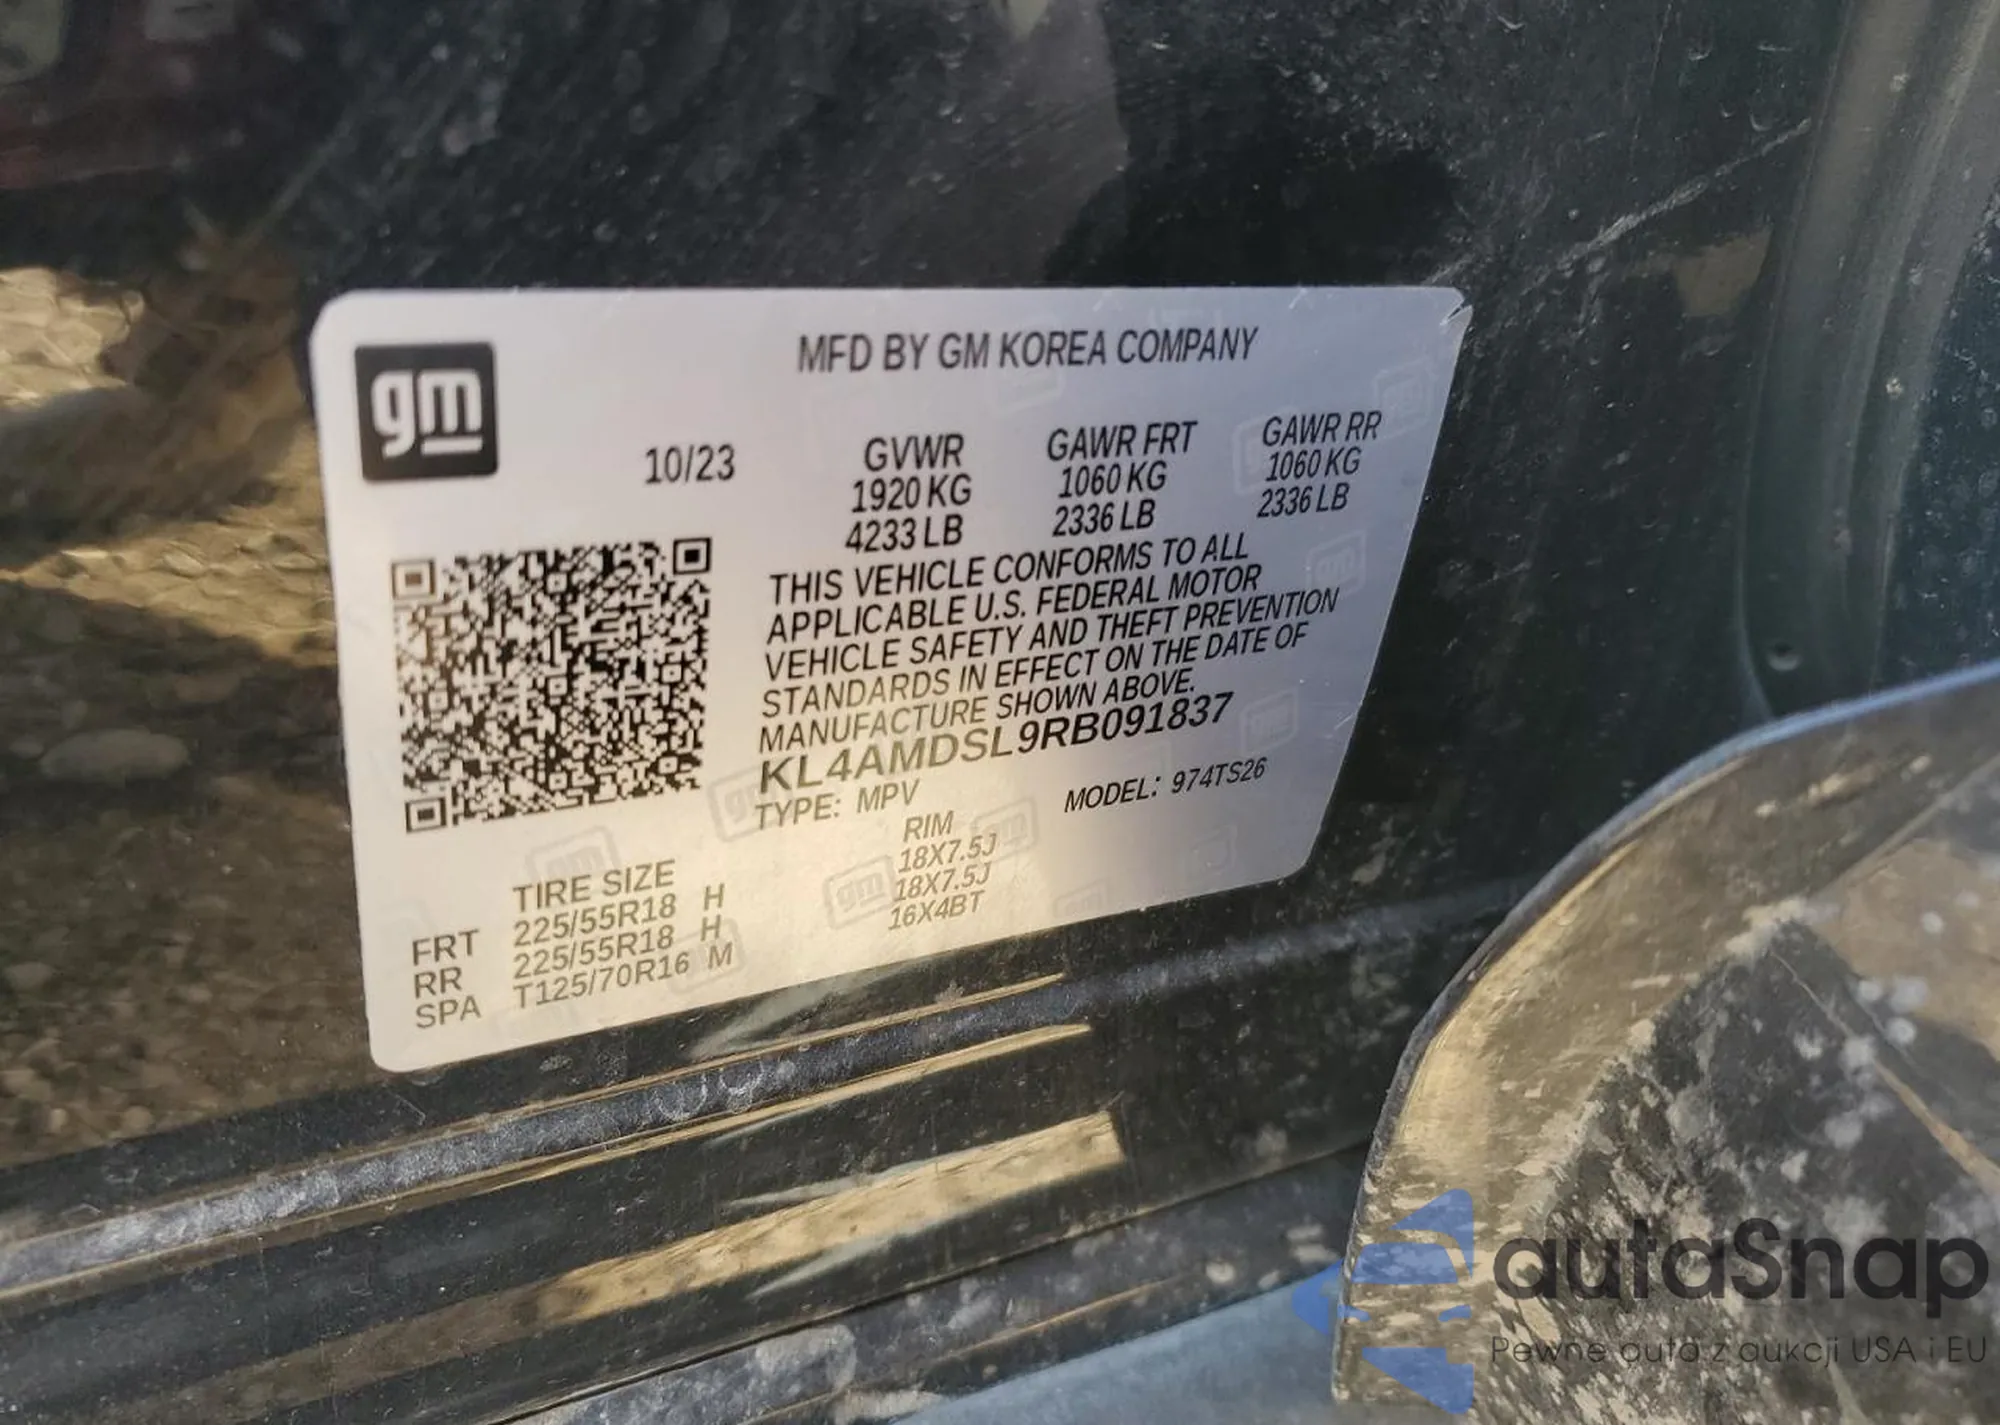 gm
MFD BY GM KOREA COMPANY
10/23
GVWR GAWR FRT GAWR RR
1920 KG 1060 KG 1060 KG
4233 LB 2336 LB 2336 LB
THIS VEHICLE CONFORMS TO ALL
APPLICABLE U.S. FEDERAL MOTOR
VEHICLE SAFETY AND THEFT PREVENTION
STANDARDS IN EFFECT ON THE DATE OF
MANUFACTURE SHOWN ABOVE.
KL4AMDSL9RB091837
TYPE: MPV MODEL: 974TS26
TIRE SIZE RIM
FRT 225/55R18 H 18X7.5J
RR 225/55R18 H 18X7.5J
SPA T125/70R16 M 16X4BT
autaSnap
Pewne auta z aukcji USA i EU